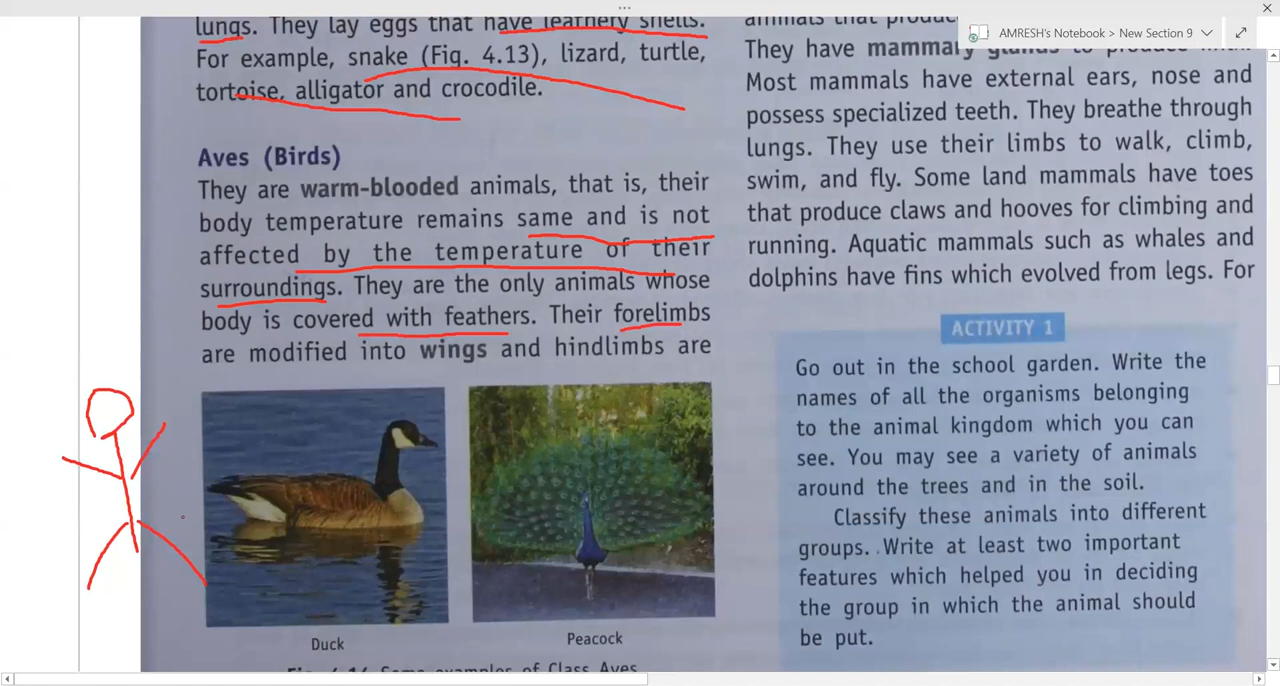 AMRESH's Notebook > New Section 9
lungs. They lay eggs that have leathery shells.
For example, snake (Fig. 4.13), lizard, turtle,
tortoise, alligator and crocodile.
Aves (Birds)
They are warm-blooded animals, that is, their
body temperature remains same and is not
affected by the temperature of their
surroundings. They are the only animals whose
body is covered with feathers. Their forelimbs
are modified into wings and hindlimbs are
Duck
Peacock
Some examples of Class Aves
animals that
They have mammary glands to produce
Most mammals have external ears, nose and
possess specialized teeth. They breathe through
lungs. They use their limbs to walk, climb,
swim, and fly. Some land mammals have toes
that produce claws and hooves for climbing and
running. Aquatic mammals such as whales and
dolphins have fins which evolved from legs. For
ACTIVITY 1
Go out in the school garden. Write the
names of all the organisms belonging
to the animal kingdom which you can
see. You may see a variety of animals
around the trees and in the soil.
Classify these animals into different
groups. Write at least two important
features which helped you in deciding
the group in which the animal should
be put.